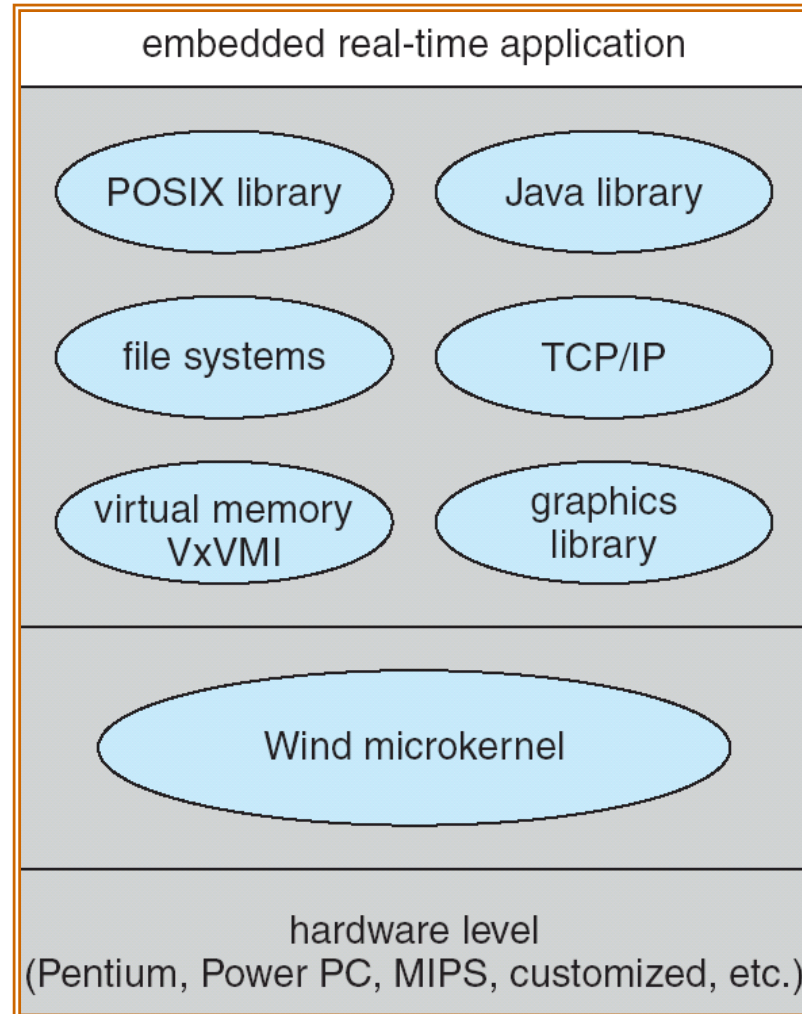 embedded real-time application
POSIX library
Java library
file systems
TCP/IP
virtual memory
VxVMI
graphics
library
Wind microkernel
hardware level
(Pentium, Power PC, MIPS, customized, etc.)